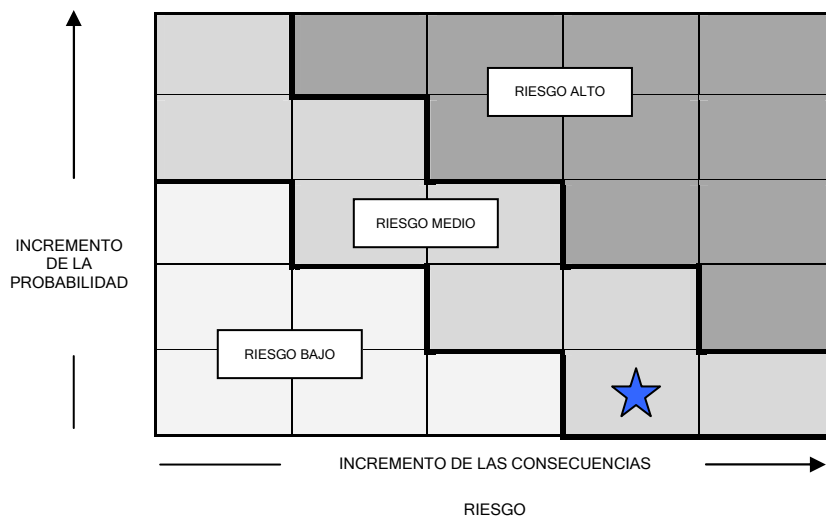 RIESGO ALTO
RIESGO MEDIO
INCREMENTO
DE LA
PROBABILIDAD
RIESGO BAJO
INCREMENTO DE LAS CONSECUENCIAS
RIESGO